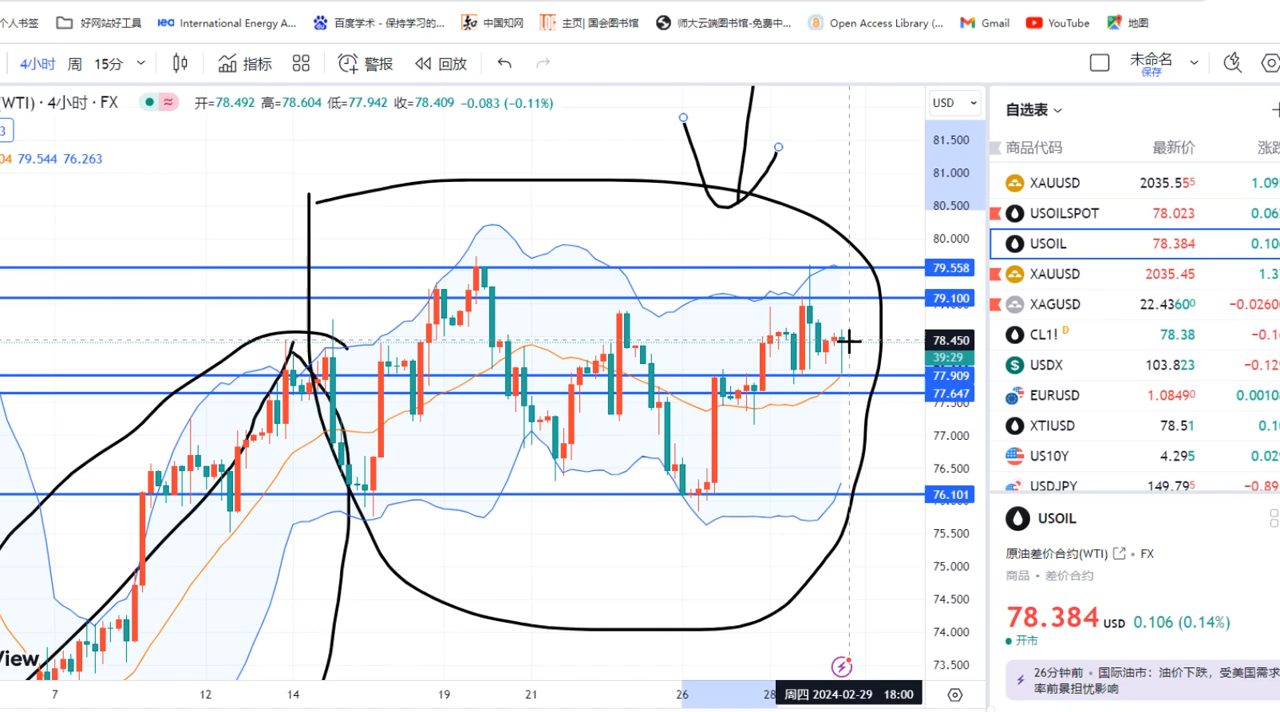 个人书签 好网站好工具 International Energy A... 百度学术 - 保持学习的... 中国知网 主页| 国会图书馆 师大云端图书馆-免费中... Open Access Library (... Gmail YouTube 地图
4小时 周 15分 指标 警报 回放 未命名
保存
(WTI) · 4小时 · FX 开=78.492 高=78.604 低=77.942 收=78.409 -0.083 (-0.11%) USD
自选表
3
商品代码 最新价 涨跌
04 79.544 76.263
81.500
81.000
80.500
80.000
79.558
79.100
78.450
39:29
77.909
77.647
77.500
77.000
76.500
76.101
75.500
75.000
74.500
74.000
73.500
XAUUSD 2035.555 1.09
USOILSPOT 78.023 0.06
USOIL 78.384 0.10
XAUUSD 2035.45 1.3
XAGUSD 22.4360 -0.0260
CL1! D 78.38 -0.1
USDX 103.823 -0.12
EURUSD 1.08490 0.0010
XTIUSD 78.51 0.1
US10Y 4.295 0.02
USDJPY 149.795 -0.89
USOIL
原油差价合约(WTI) • FX
商品 • 差价合约
78.384 USD 0.106 (0.14%)
开市
26分钟前 • 国际油市：油价下跌，受美国需求
率前景担忧影响
View
7 12 14 19 21 26 28 周四 2024-02-29 18:00